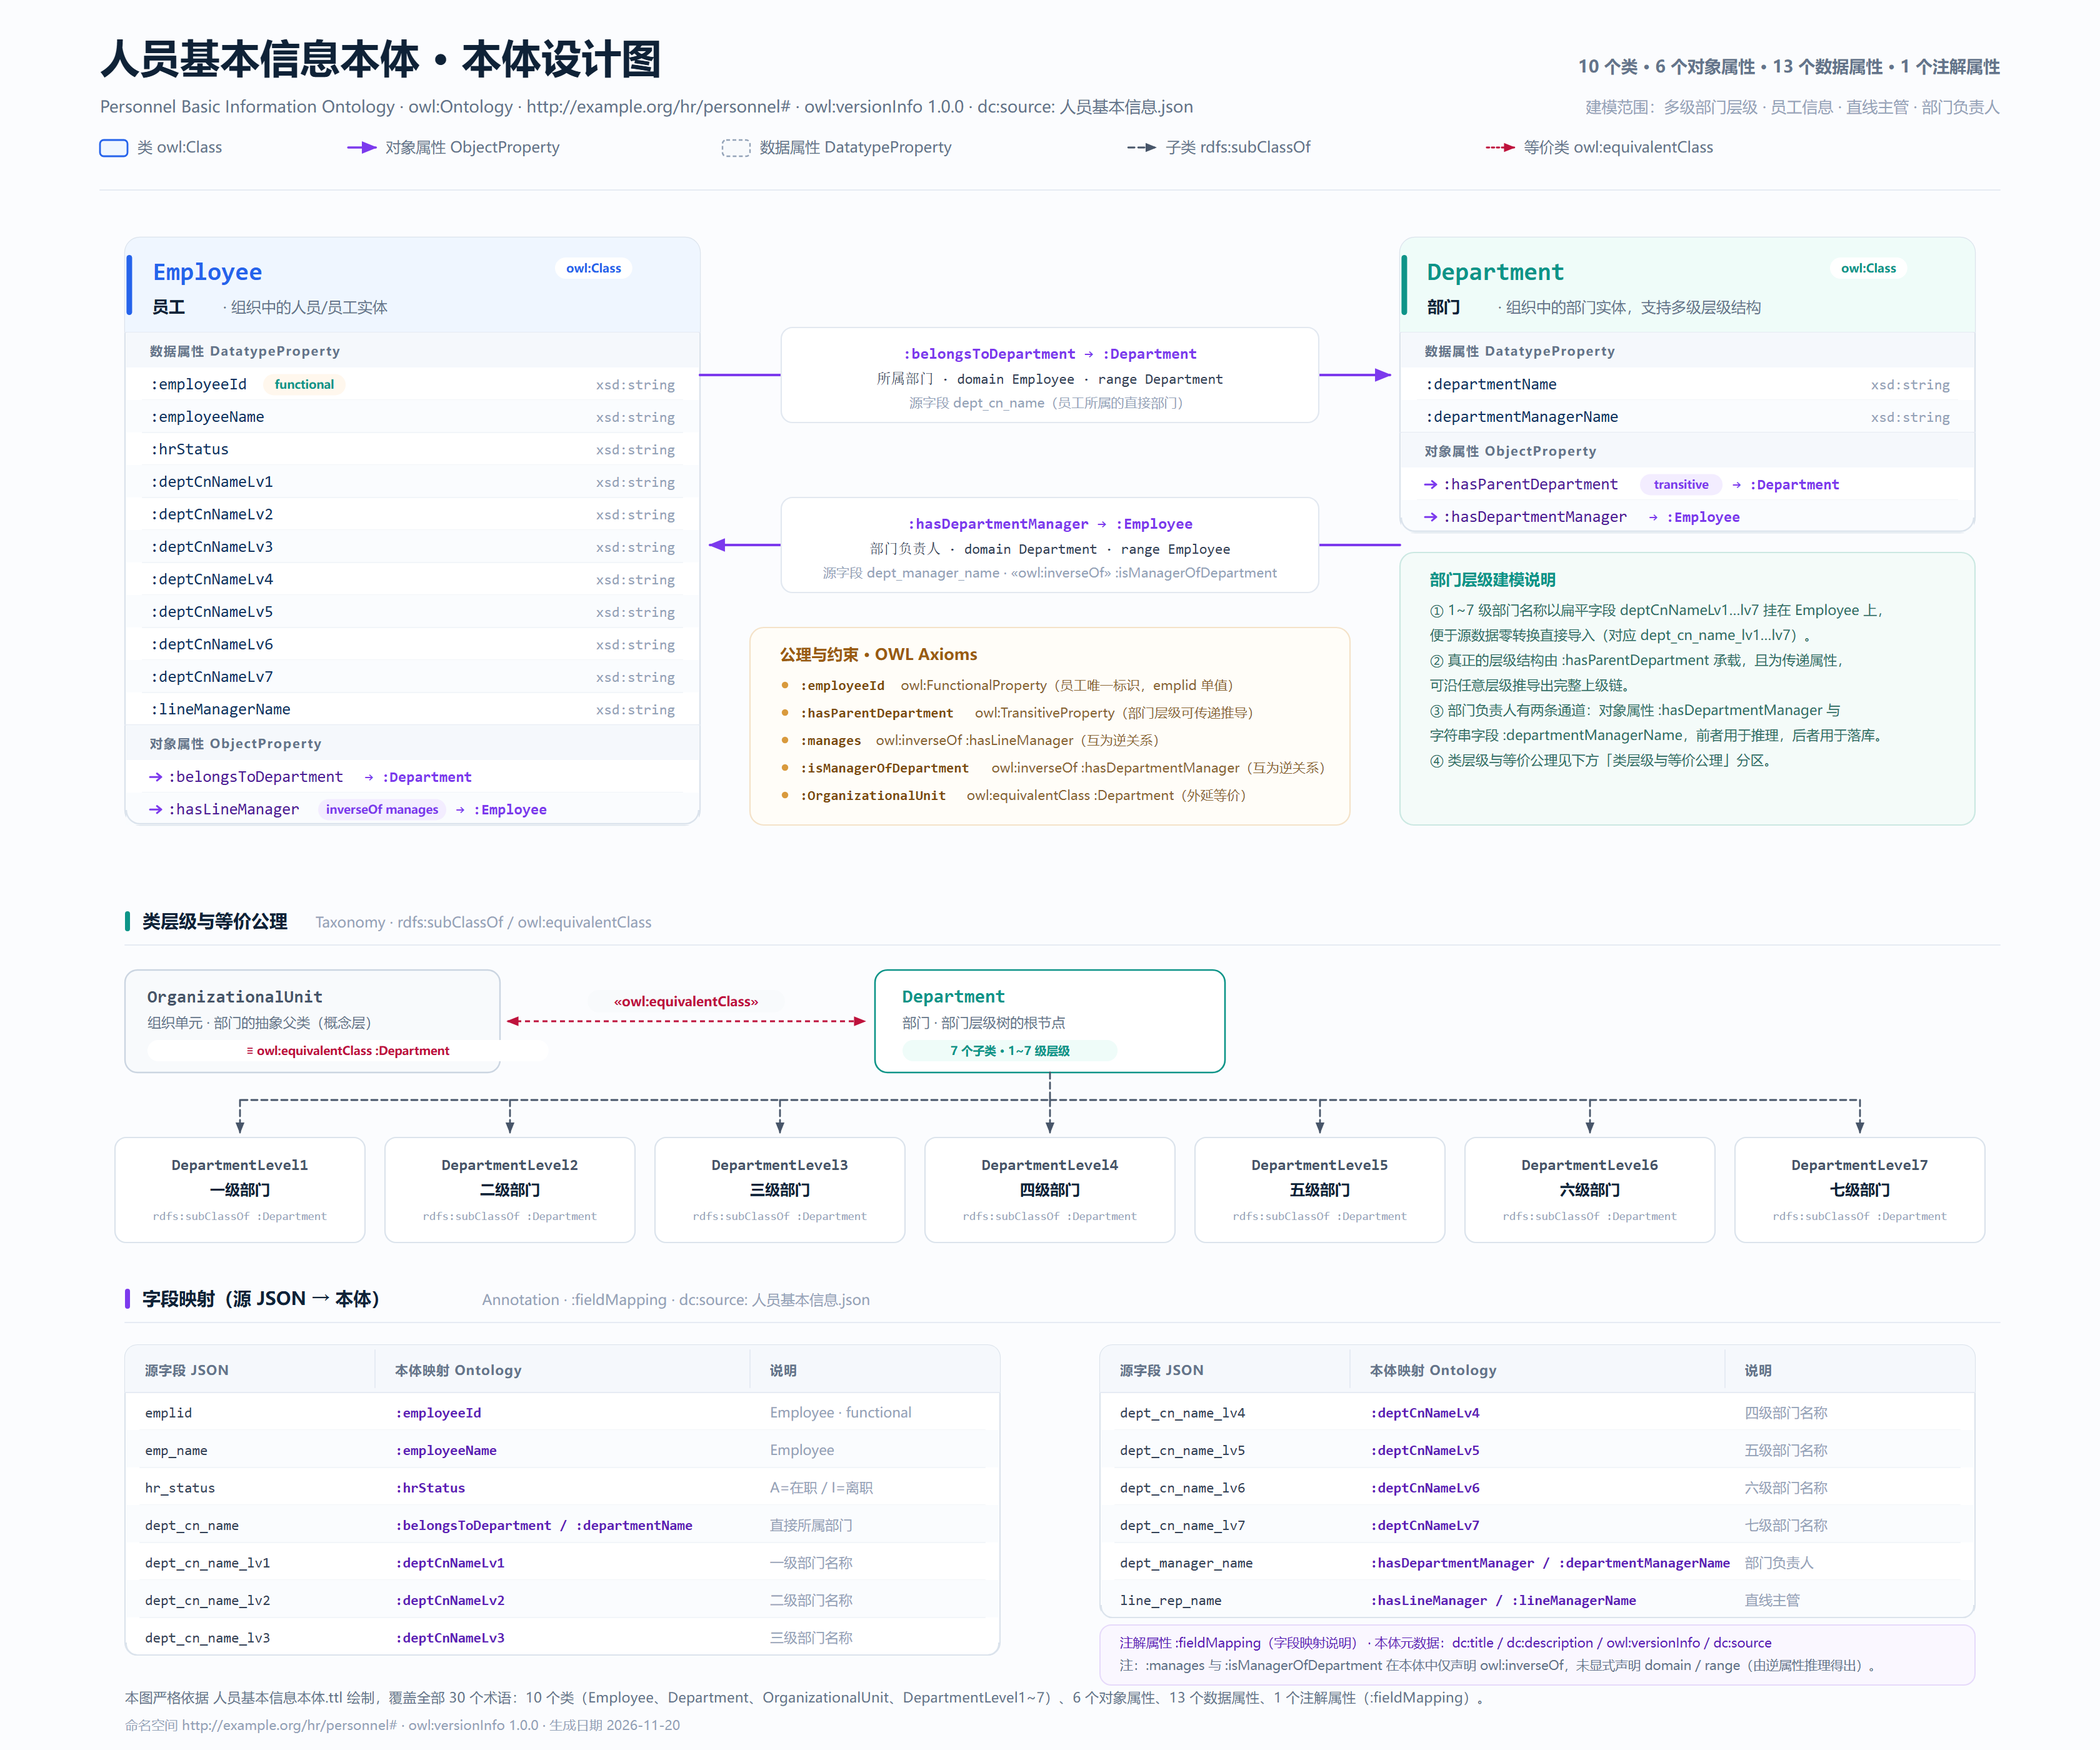 人员基本信息本体 • 本体设计图
10 个类 • 6 个对象属性 • 13 个数据属性 • 1 个注解属性
Personnel Basic Information Ontology · owl:Ontology · http://example.org/hr/personnel# · owl:versionInfo 1.0.0 · dc:source: 人员基本信息.json
建模范围：多级部门层级 · 员工信息 · 直线主管 · 部门负责人
类 owl:Class
对象属性 ObjectProperty
数据属性 DatatypeProperty
子类 rdfs:subClassOf
等价类 owl:equivalentClass
Employee
owl:Class
员工 · 组织中的人员/员工实体
数据属性 DatatypeProperty
:employeeId functional xsd:string
:employeeName xsd:string
:hrStatus xsd:string
:deptCnNameLv1 xsd:string
:deptCnNameLv2 xsd:string
:deptCnNameLv3 xsd:string
:deptCnNameLv4 xsd:string
:deptCnNameLv5 xsd:string
:deptCnNameLv6 xsd:string
:deptCnNameLv7 xsd:string
:lineManagerName xsd:string
对象属性 ObjectProperty
→ :belongsToDepartment → :Department
→ :hasLineManager inverseOf manages → :Employee
:belongsToDepartment → :Department
所属部门 · domain Employee · range Department
源字段 dept_cn_name（员工所属的直接部门）
:hasDepartmentManager → :Employee
部门负责人 · domain Department · range Employee
源字段 dept_manager_name · «owl:inverseOf» :isManagerOfDepartment
公理与约束 • OWL Axioms
:employeeId owl:FunctionalProperty（员工唯一标识，emplid 单值）
:hasParentDepartment owl:TransitiveProperty（部门层级可传递推导）
:manages owl:inverseOf :hasLineManager（互为逆关系）
:isManagerOfDepartment owl:inverseOf :hasDepartmentManager（互为逆关系）
:OrganizationalUnit owl:equivalentClass :Department（外延等价）
Department
owl:Class
部门 · 组织中的部门实体，支持多级层级结构
数据属性 DatatypeProperty
:departmentName xsd:string
:departmentManagerName xsd:string
对象属性 ObjectProperty
→ :hasParentDepartment transitive → :Department
→ :hasDepartmentManager → :Employee
部门层级建模说明
① 1~7 级部门名称以扁平字段 deptCnNameLv1...lv7 挂在 Employee 上，
便于源数据零转换直接导入（对应 dept_cn_name_lv1...lv7）。
② 真正的层级结构由 :hasParentDepartment 承载，且为传递属性，
可沿任意层级推导出完整上级链。
③ 部门负责人有两条通道：对象属性 :hasDepartmentManager 与
字符串字段 :departmentManagerName，前者用于推理，后者用于落库。
④ 类层级与等价公理见下方「类层级与等价公理」分区。
类层级与等价公理 Taxonomy · rdfs:subClassOf / owl:equivalentClass
OrganizationalUnit
组织单元 · 部门的抽象父类（概念层）
≡ owl:equivalentClass :Department
«owl:equivalentClass»
Department
部门 · 部门层级树的根节点
7 个子类 • 1~7 级层级
DepartmentLevel1
一级部门
rdfs:subClassOf :Department
DepartmentLevel2
二级部门
rdfs:subClassOf :Department
DepartmentLevel3
三级部门
rdfs:subClassOf :Department
DepartmentLevel4
四级部门
rdfs:subClassOf :Department
DepartmentLevel5
五级部门
rdfs:subClassOf :Department
DepartmentLevel6
六级部门
rdfs:subClassOf :Department
DepartmentLevel7
七级部门
rdfs:subClassOf :Department
字段映射（源 JSON → 本体） Annotation · :fieldMapping · dc:source: 人员基本信息.json
源字段 JSON 本体映射 Ontology 说明
emplid :employeeId Employee · functional
emp_name :employeeName Employee
hr_status :hrStatus A=在职 / I=离职
dept_cn_name :belongsToDepartment / :departmentName 直接所属部门
dept_cn_name_lv1 :deptCnNameLv1 一级部门名称
dept_cn_name_lv2 :deptCnNameLv2 二级部门名称
dept_cn_name_lv3 :deptCnNameLv3 三级部门名称
源字段 JSON 本体映射 Ontology 说明
dept_cn_name_lv4 :deptCnNameLv4 四级部门名称
dept_cn_name_lv5 :deptCnNameLv5 五级部门名称
dept_cn_name_lv6 :deptCnNameLv6 六级部门名称
dept_cn_name_lv7 :deptCnNameLv7 七级部门名称
dept_manager_name :hasDepartmentManager / :departmentManagerName 部门负责人
line_rep_name :hasLineManager / :lineManagerName 直线主管
注解属性 :fieldMapping（字段映射说明） · 本体元数据：dc:title / dc:description / owl:versionInfo / dc:source
注：:manages 与 :isManagerOfDepartment 在本体中仅声明 owl:inverseOf，未显式声明 domain / range（由逆属性推理得出）。
本图严格依据 人员基本信息本体.ttl 绘制，覆盖全部 30 个术语：10 个类（Employee、Department、OrganizationalUnit、DepartmentLevel1~7）、6 个对象属性、13 个数据属性、1 个注解属性（:fieldMapping）。
命名空间 http://example.org/hr/personnel# · owl:versionInfo 1.0.0 · 生成日期 2026-11-20